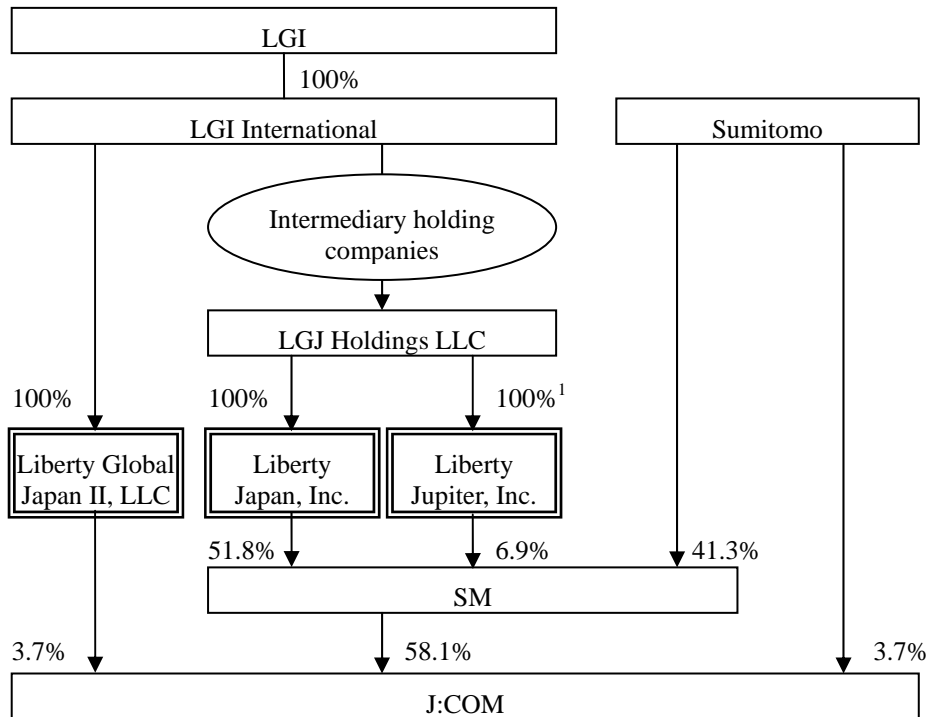 LGI
100%
LGI International
Sumitomo
Intermediary holding
companies
LGJ Holdings LLC
100%
100%
100%1
Liberty Global
Japan II, LLC
Liberty
Japan, Inc.
Liberty
Jupiter, Inc.
51.8%
6.9%
41.3%
SM
3.7%
58.1%
3.7%
J:COM